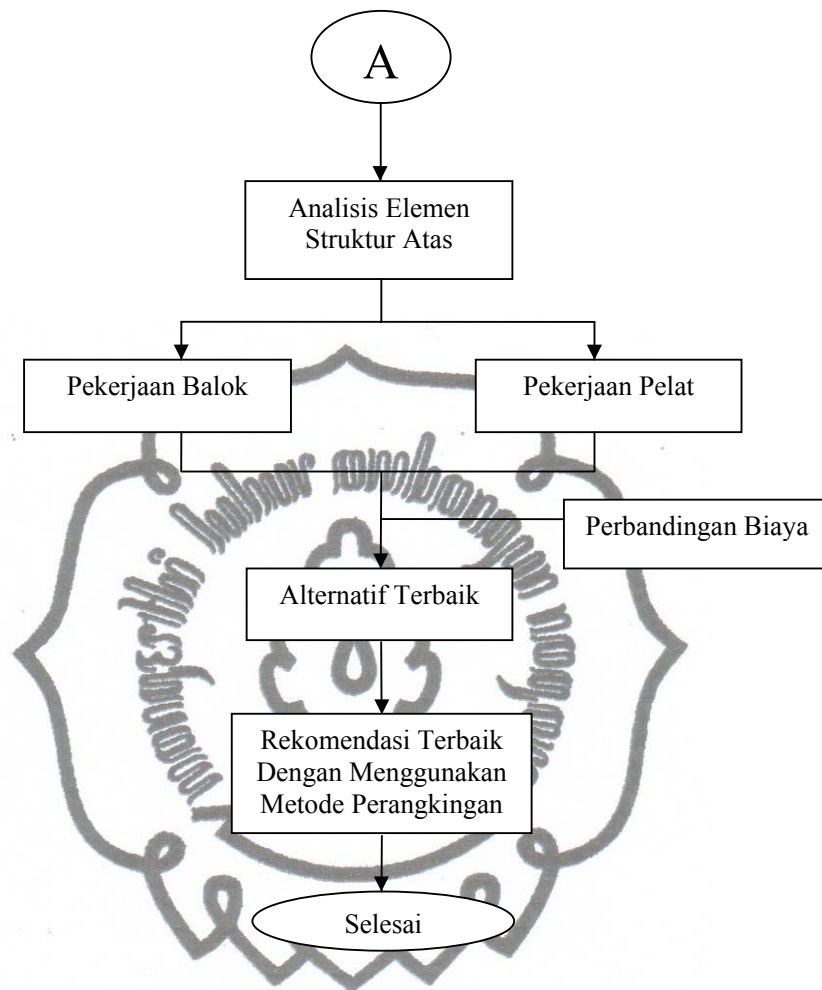 A
Analisis Elemen
Struktur Atas
Pekerjaan Balok
Pekerjaan Pelat
Perbandingan Biaya
Alternatif Terbaik
Rekomendasi Terbaik
Dengan Menggunakan
Metode Perangkingan
Selesai